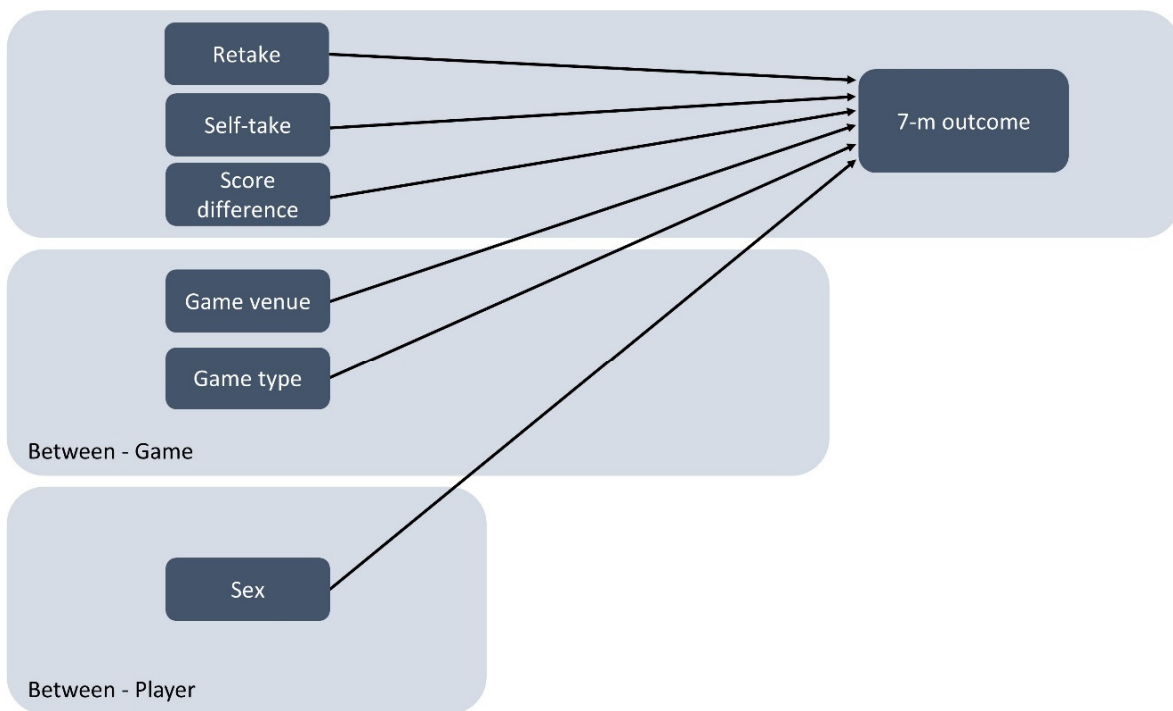 Retake
Self-take
Score
difference
7-m outcome
Game venue
Game type
Between - Game
Sex
Between - Player